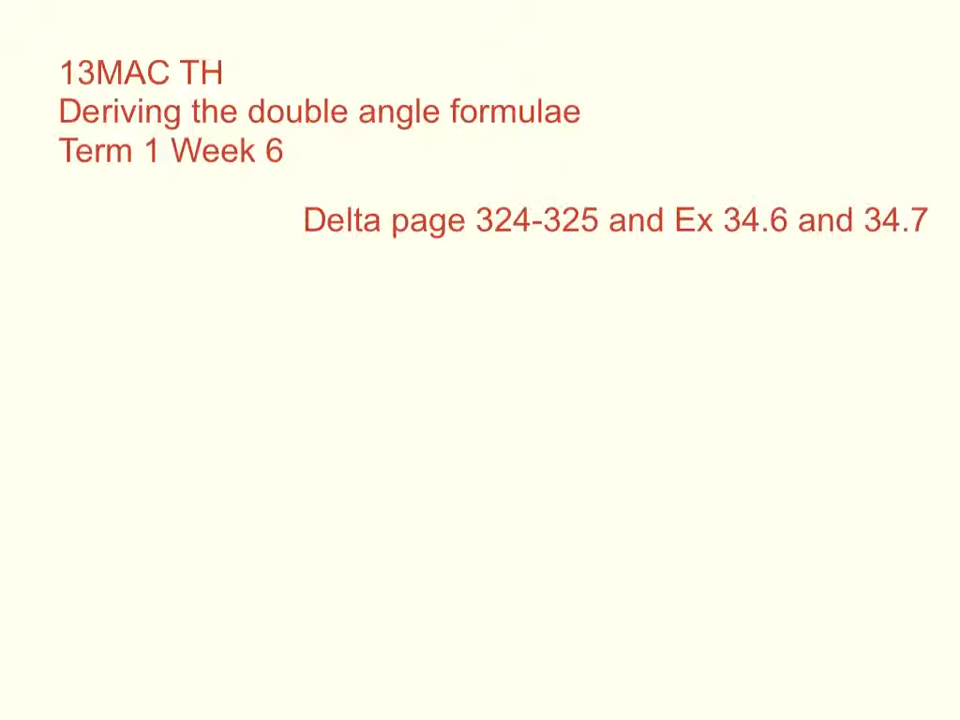 13MAC TH
Deriving the double angle formulae
Term 1 Week 6
Delta page 324-325 and Ex 34.6 and 34.7